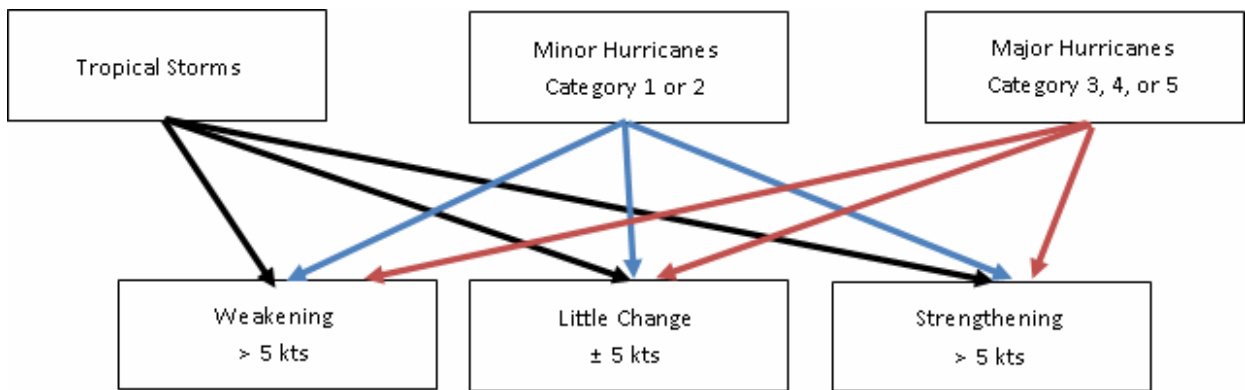 Tropical Storms
Minor Hurricanes
Category 1 or 2
Major Hurricanes
Category 3, 4, or 5
Weakening
> 5 kts
Little Change
± 5 kts
Strengthening
> 5 kts